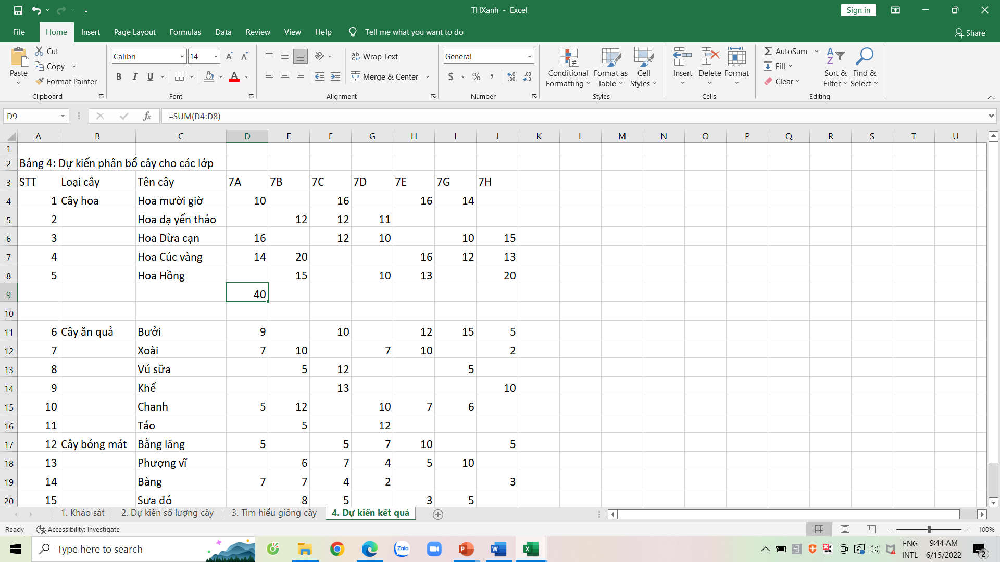 THXanh - Excel
Sign in
File Home Insert Page Layout Formulas Data Review View Help Tell me what you want to do Share
Paste Cut Copy Format Painter Clipboard
Calibri 14 B I U A Font
Wrap Text Merge & Center Alignment
General $ % , Number
Conditional Formatting Format as Table Cell Styles Styles
Insert Delete Format Cells
AutoSum Fill Clear Sort & Filter Find & Select Editing
D9 fx =SUM(D4:D8)
A B C D E F G H I J K L M N O P Q R S T U
1
2 Bảng 4: Dự kiến phân bổ cây cho các lớp
3 STT Loại cây Tên cây 7A 7B 7C 7D 7E 7G 7H
4 1 Cây hoa Hoa mười giờ 10 16 16 14
5 2 Hoa dạ yến thảo 12 12 11
6 3 Hoa Dừa cạn 16 12 10 10 15
7 4 Hoa Cúc vàng 14 20 16 12 13
8 5 Hoa Hồng 15 10 13 20
9 40
10
11 6 Cây ăn quả Bưởi 9 10 12 15 5
12 7 Xoài 7 10 7 10 2
13 8 Vú sữa 5 12 5
14 9 Khế 13 10
15 10 Chanh 5 12 10 7 6
16 11 Táo 5 12
17 12 Cây bóng mát Bằng lăng 5 5 7 10 5
18 13 Phượng vĩ 6 7 4 5 10
19 14 Bàng 7 7 4 2 3
20 15 Sưa đỏ 8 5 3 5
1. Khảo sát 2. Dự kiến số lượng cây 3. Tìm hiểu giống cây 4. Dự kiến kết quả
Ready Accessibility: Investigate 100%
Type here to search Zalo ENG INTL 9:44 AM 6/15/2022 2